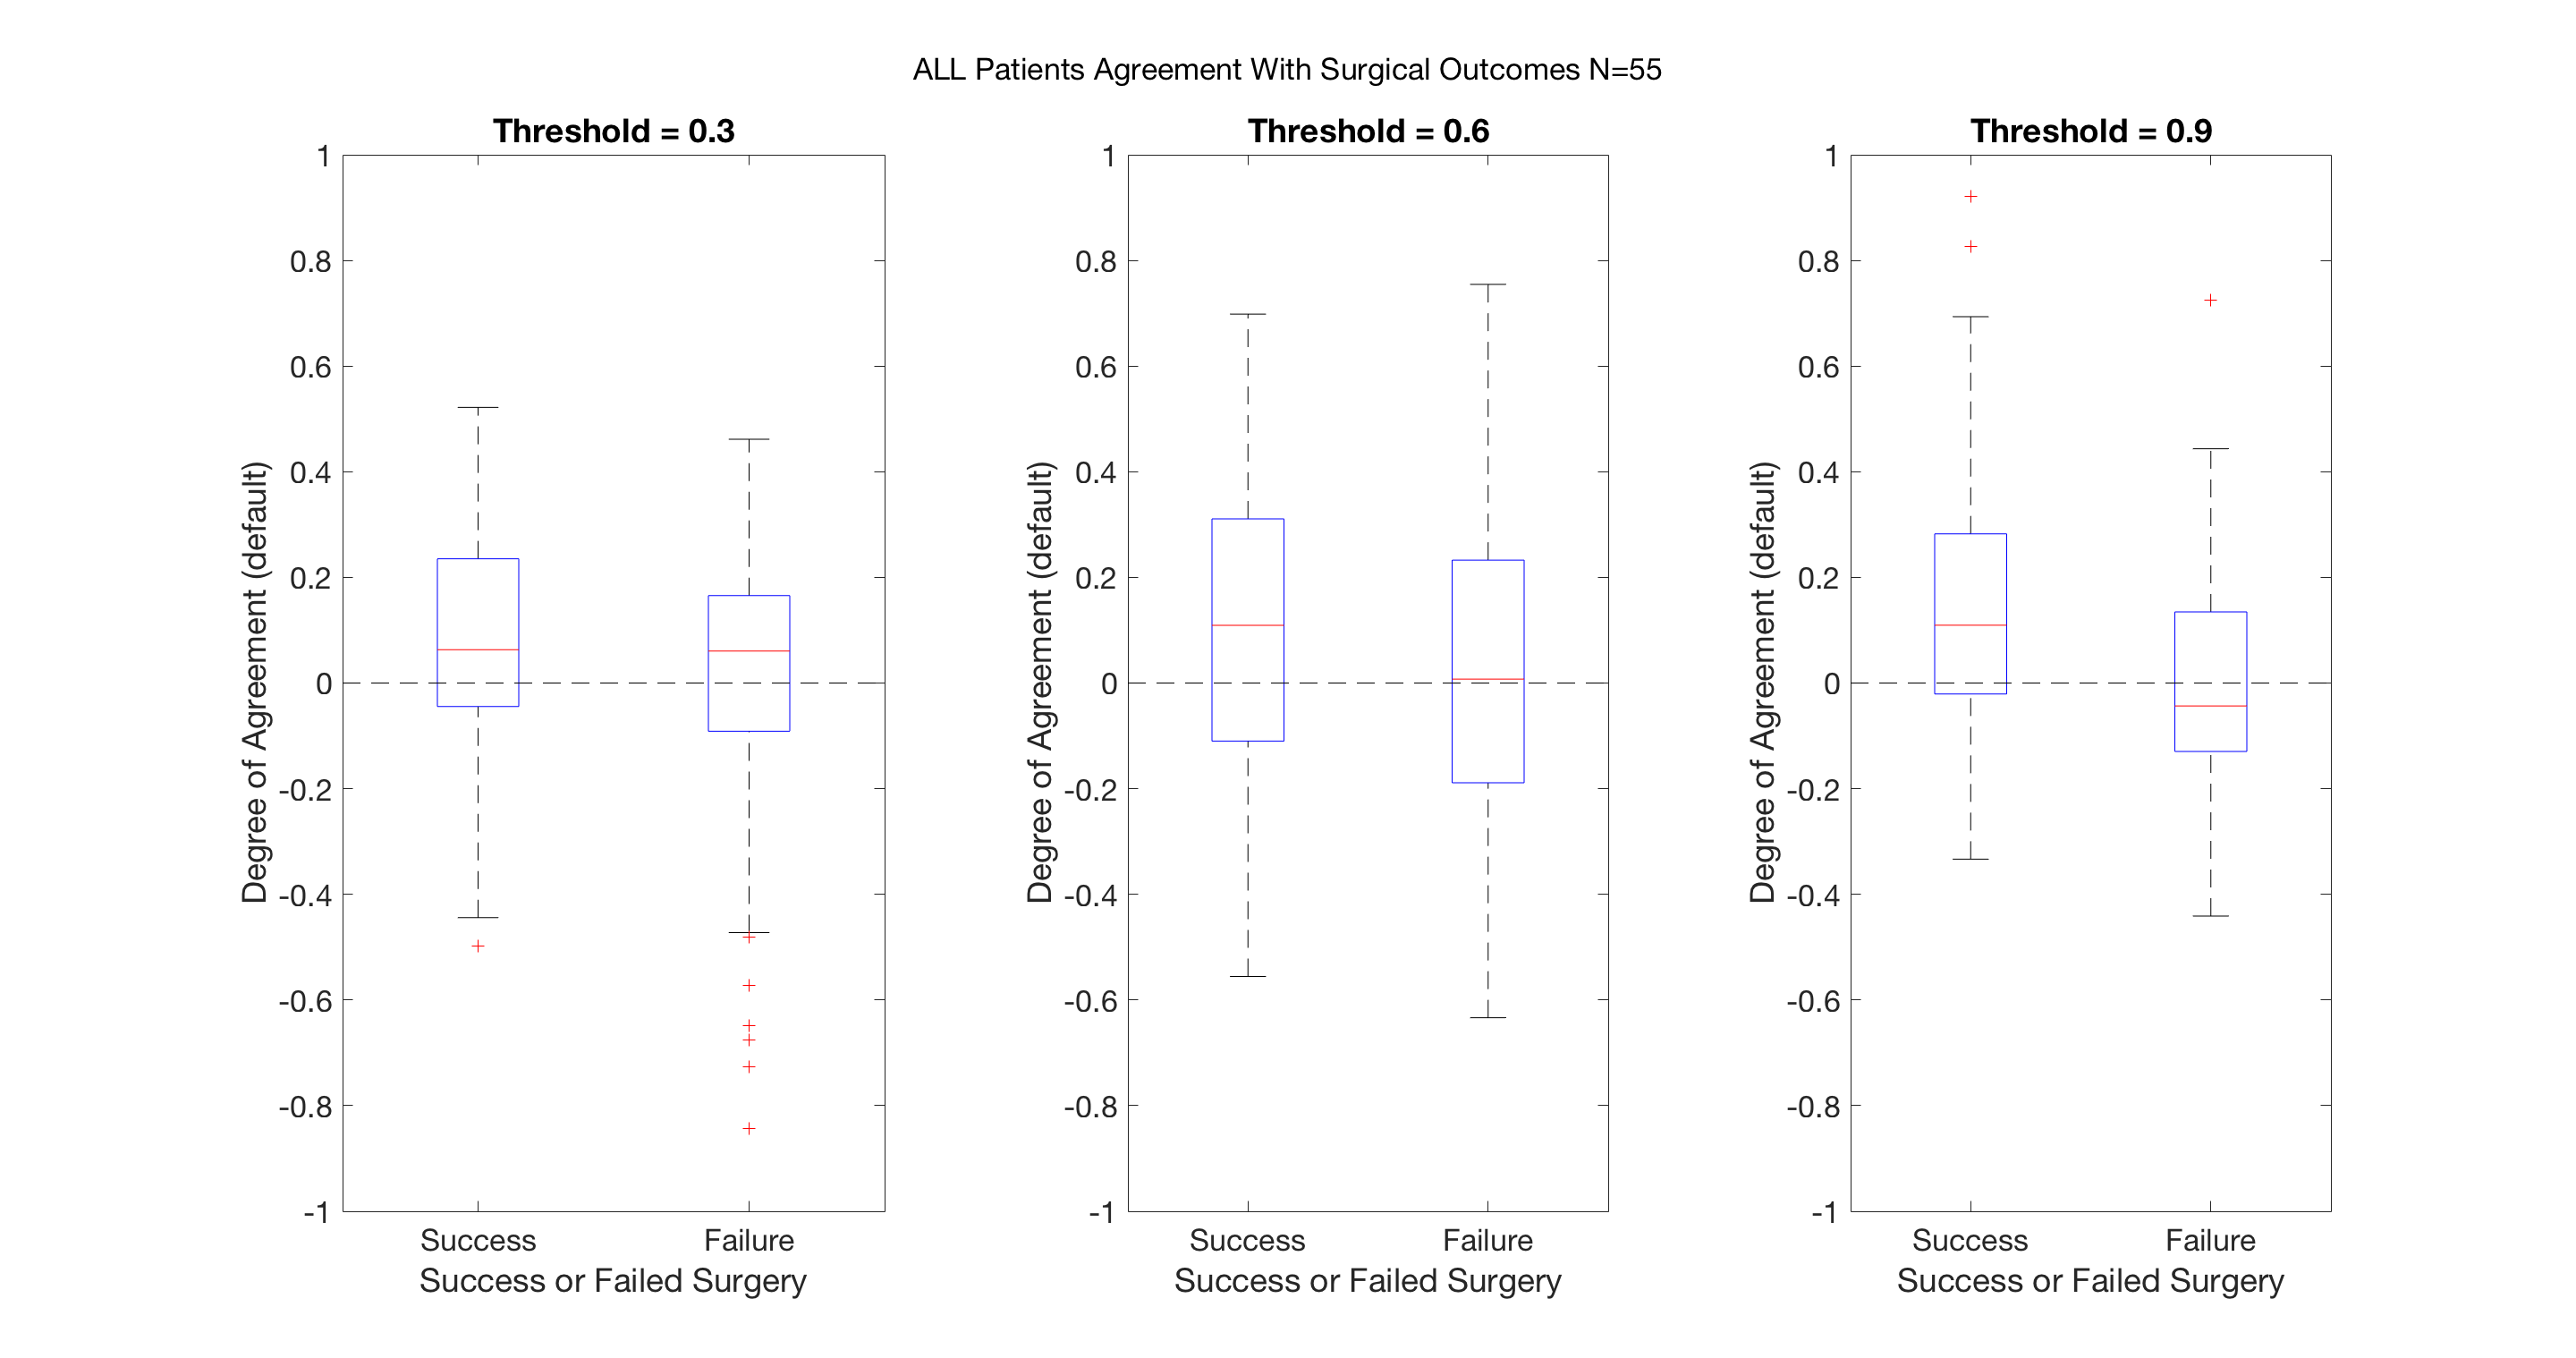 ALL Patients Agreement With Surgical Outcomes N=55
Threshold = 0.3
1
0.8
0.6
0.4
0.2
0
-0.2
-0.4
-0.6
-0.8
-1
Degree of Agreement (default)
Success Failure
Success or Failed Surgery
Threshold = 0.6
1
0.8
0.6
0.4
0.2
0
-0.2
-0.4
-0.6
-0.8
-1
Degree of Agreement (default)
Success Failure
Success or Failed Surgery
Threshold = 0.9
1
0.8
0.6
0.4
0.2
0
-0.2
-0.4
-0.6
-0.8
-1
Degree of Agreement (default)
Success Failure
Success or Failed Surgery